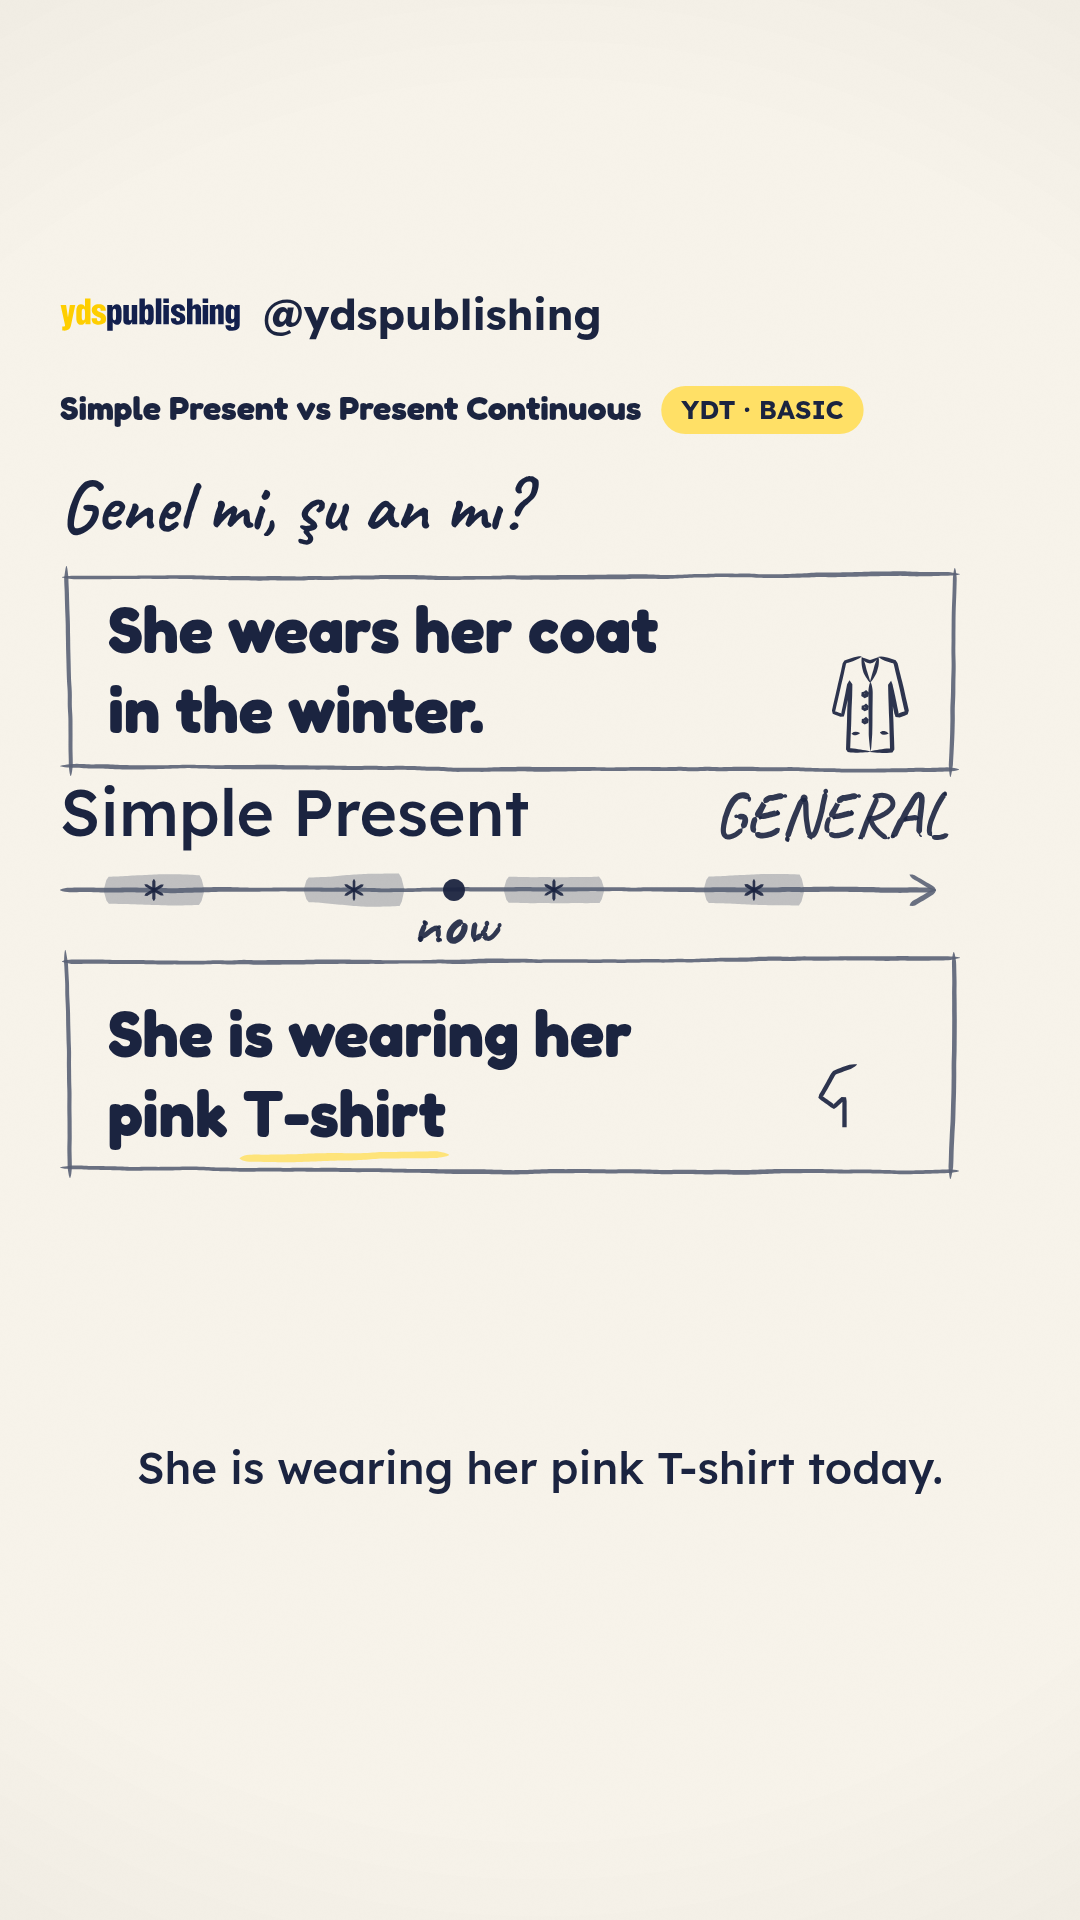 ydspublishing @ydspublishing
Simple Present vs Present Continuous YDT · BASIC
Genel mi, şu an mı?
She wears her coat
in the winter.
Simple Present GENERAL
now
She is wearing her
pink T-shirt
She is wearing her pink T-shirt today.